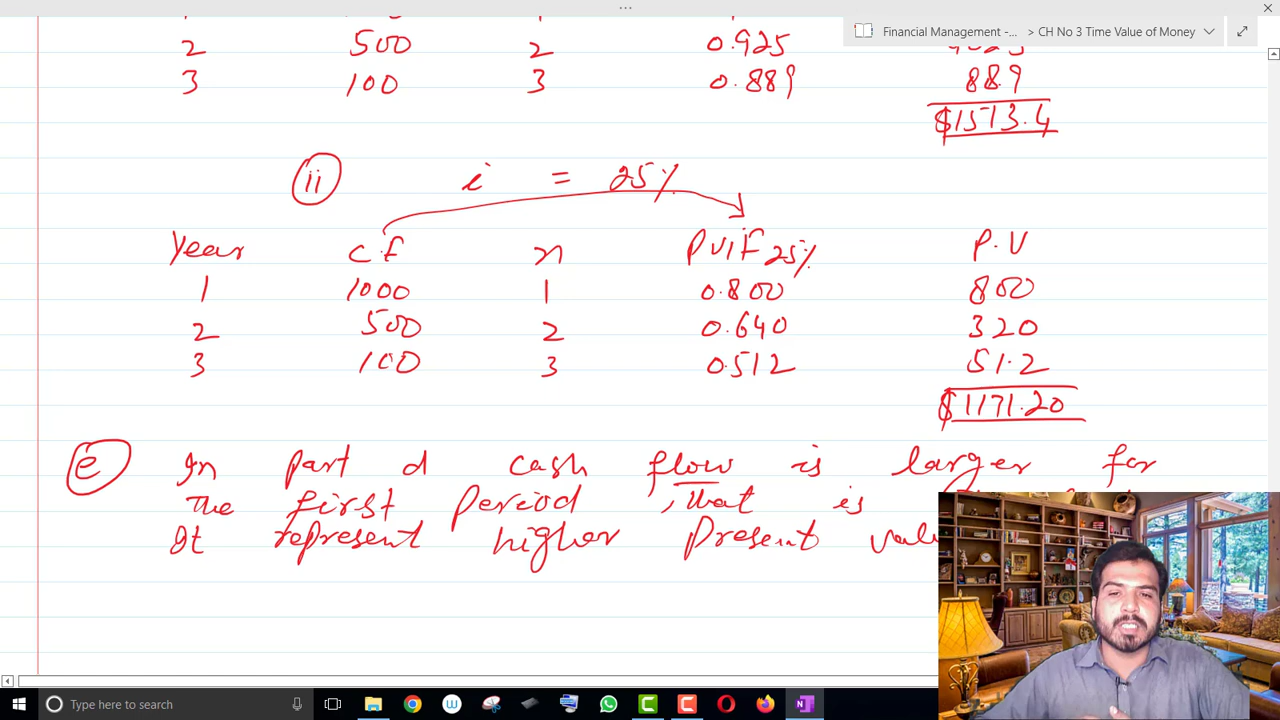 Financial Management -... > CH No 3 Time Value of Money
2 500 2 0.925
3 100 3 0.889 88.9
$1573.4
ii i = 25%
Year C.F n PVIF 25% P.V
1 1000 1 0.800 800
2 500 2 0.640 320
3 100 3 0.512 51.2
$1171.20
e In part d cash flow is larger for
the first period , that is
It represent higher present
Type here to search